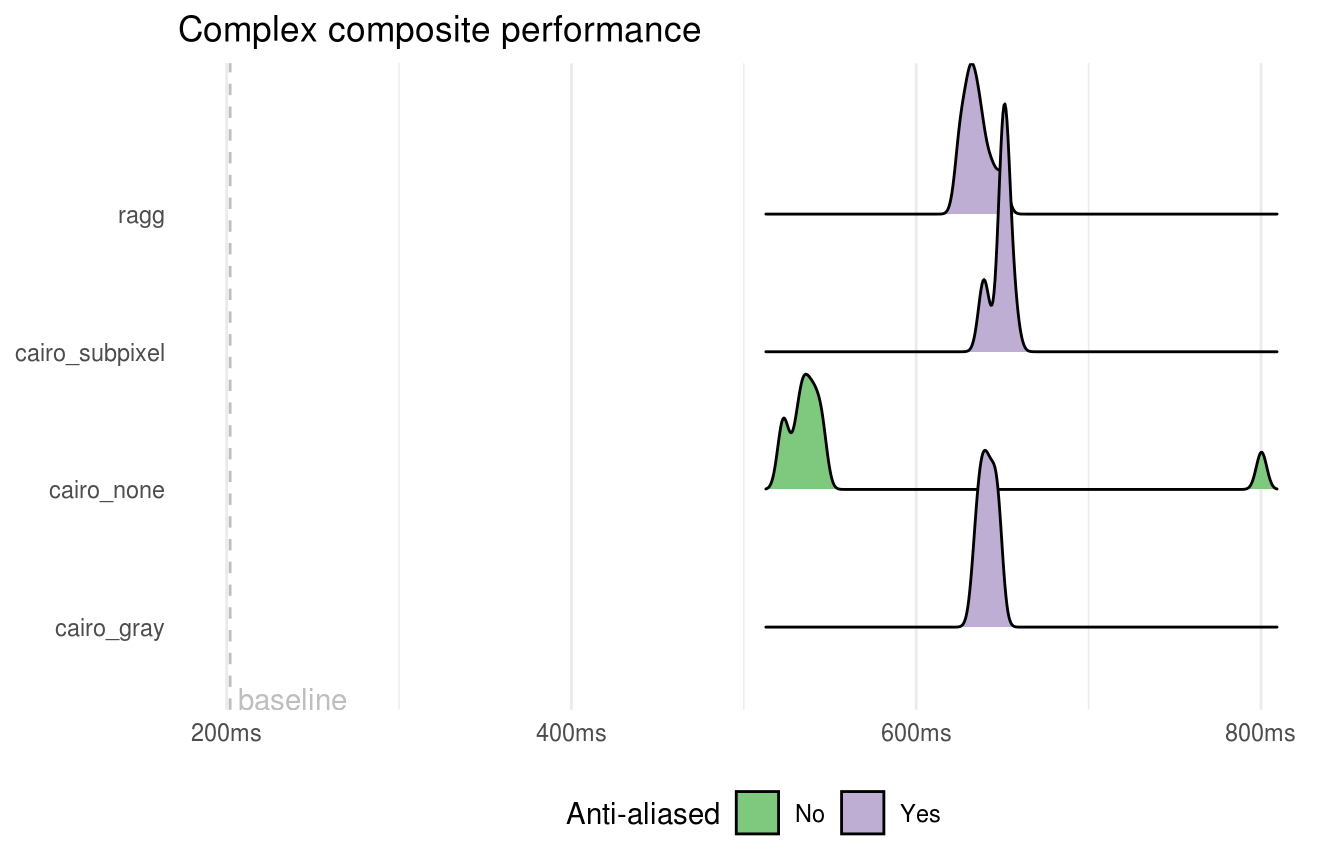 Complex composite performance
ragg
cairo_subpixel
cairo_none
cairo_gray
baseline
200ms 400ms 600ms 800ms
Anti-aliased No Yes